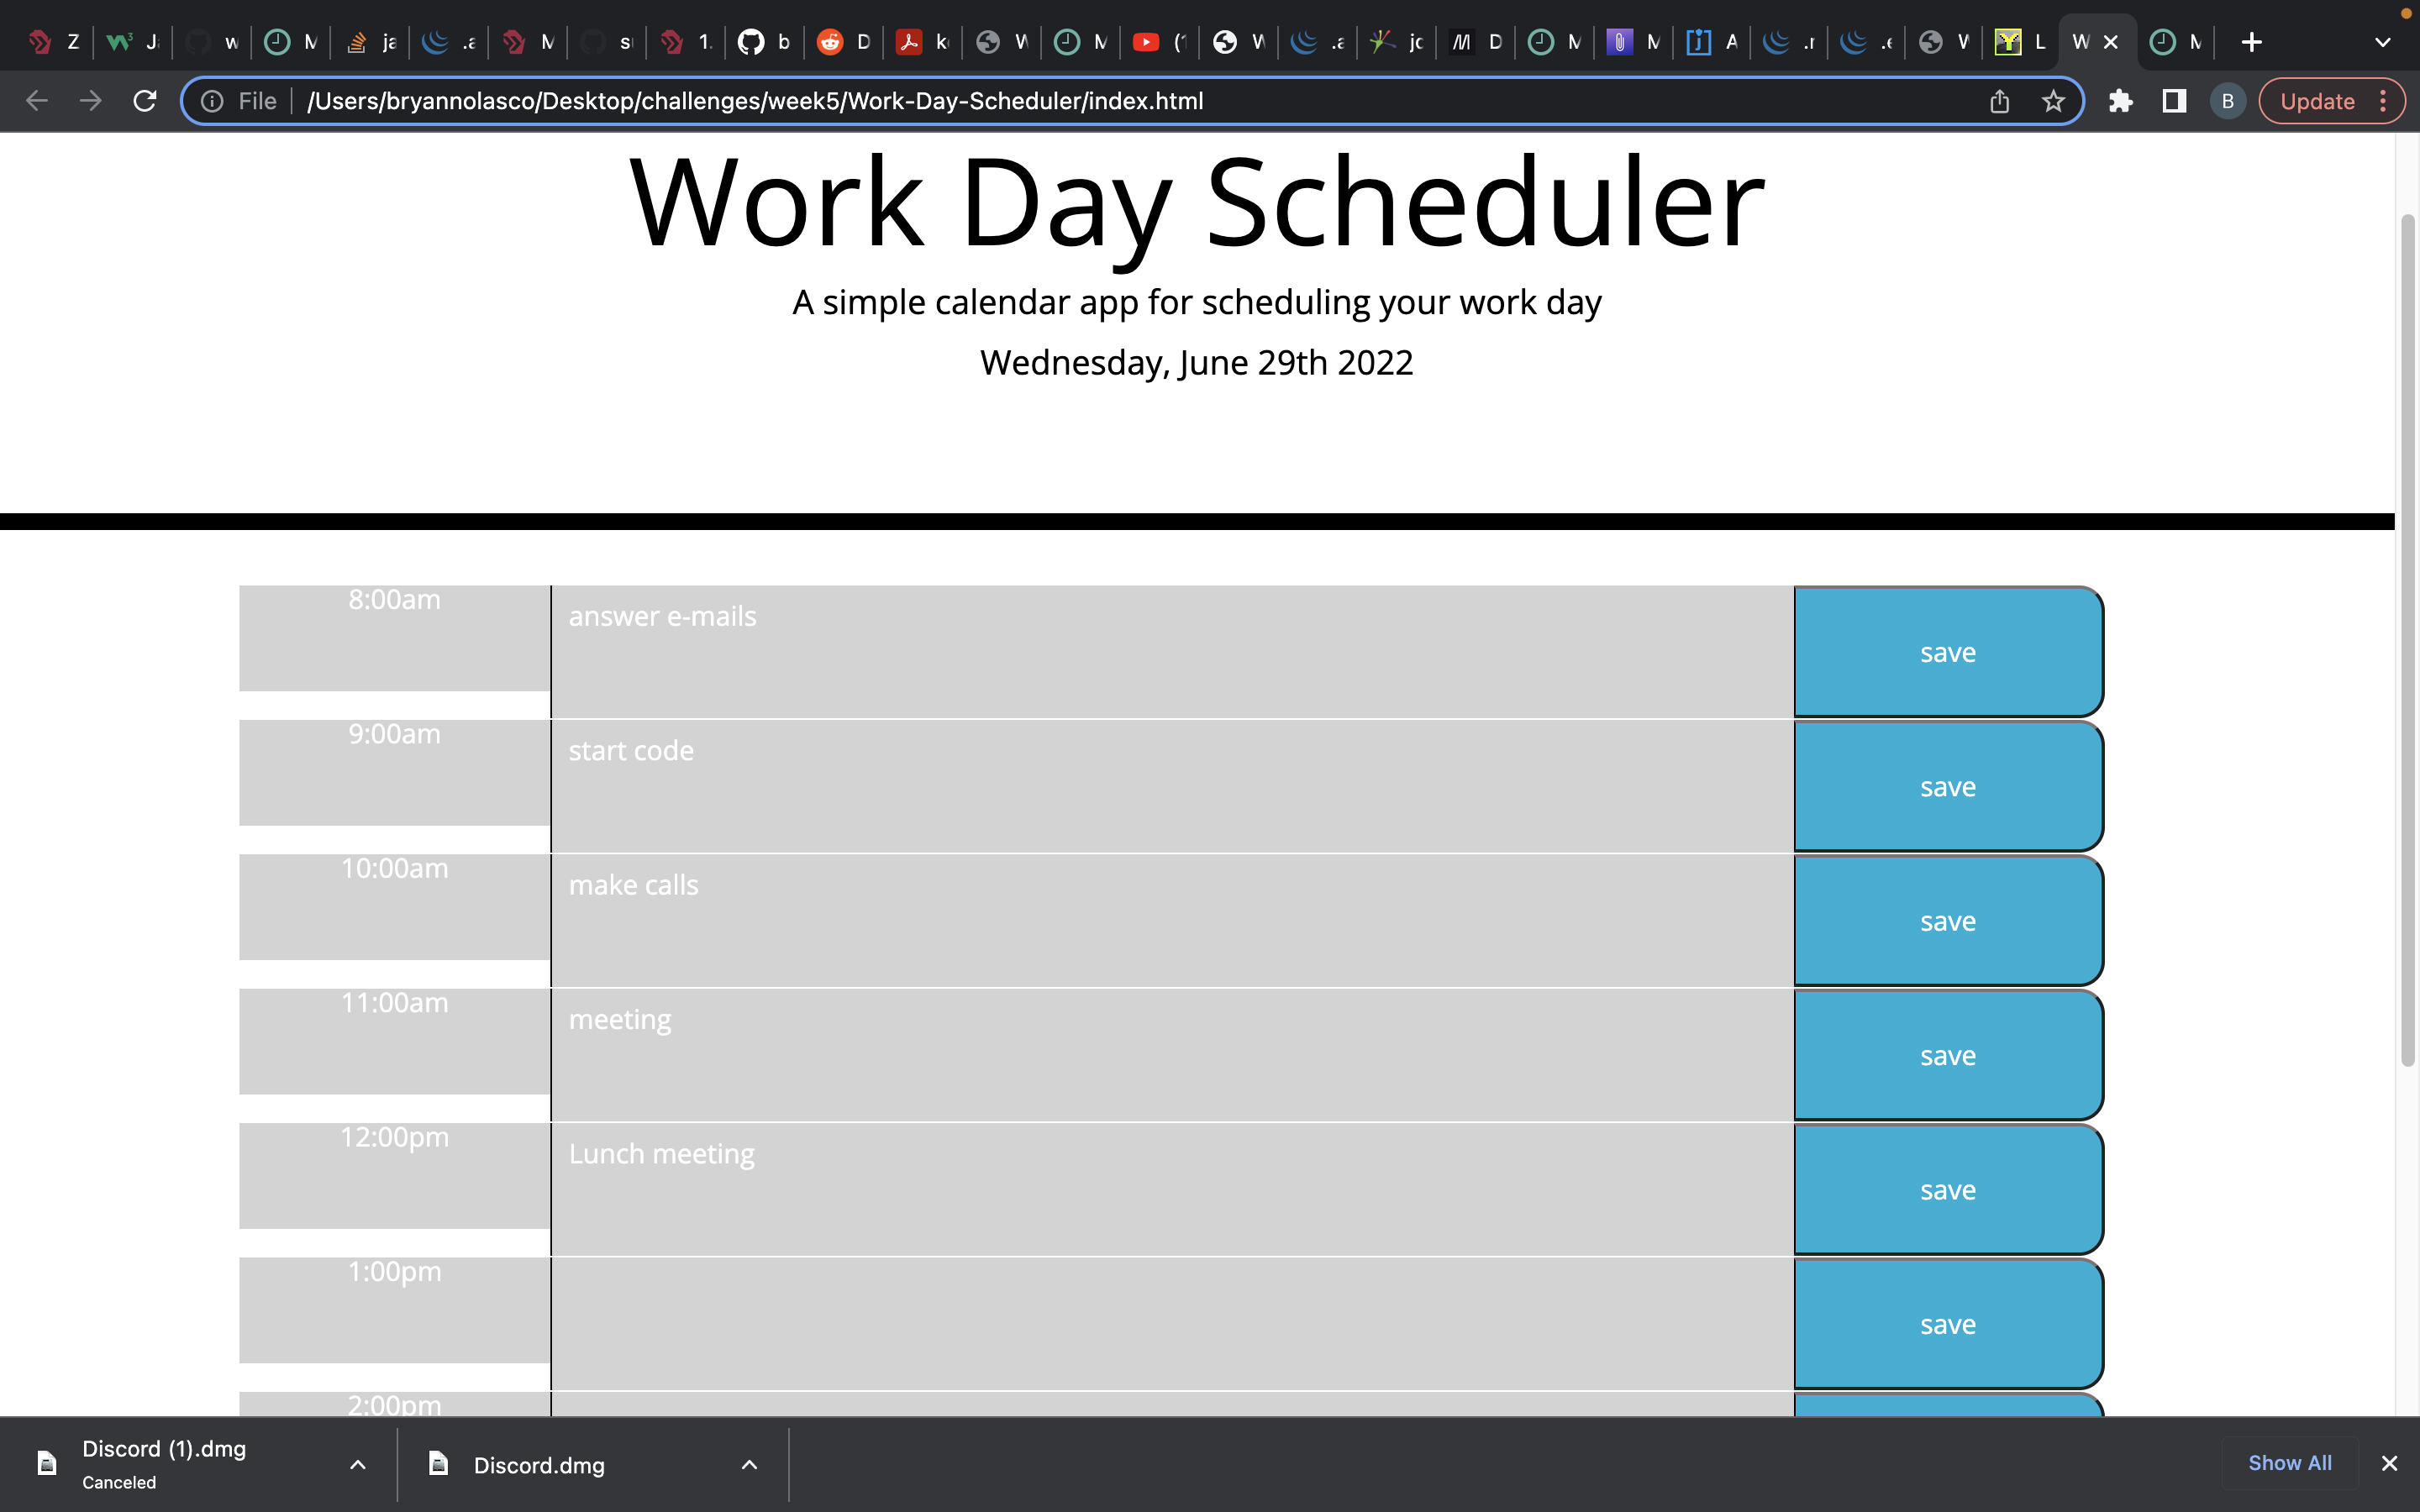 Z J w M ja .a M s 1. b D k W M (1 W .a jc D M M A .r .e W L W M
File /Users/bryannolasco/Desktop/challenges/week5/Work-Day-Scheduler/index.html B Update
Work Day Scheduler
A simple calendar app for scheduling your work day
Wednesday, June 29th 2022
8:00am answer e-mails save
9:00am start code save
10:00am make calls save
11:00am meeting save
12:00pm Lunch meeting save
1:00pm save
2:00pm
Discord (1).dmg
Canceled
Discord.dmg
Show All